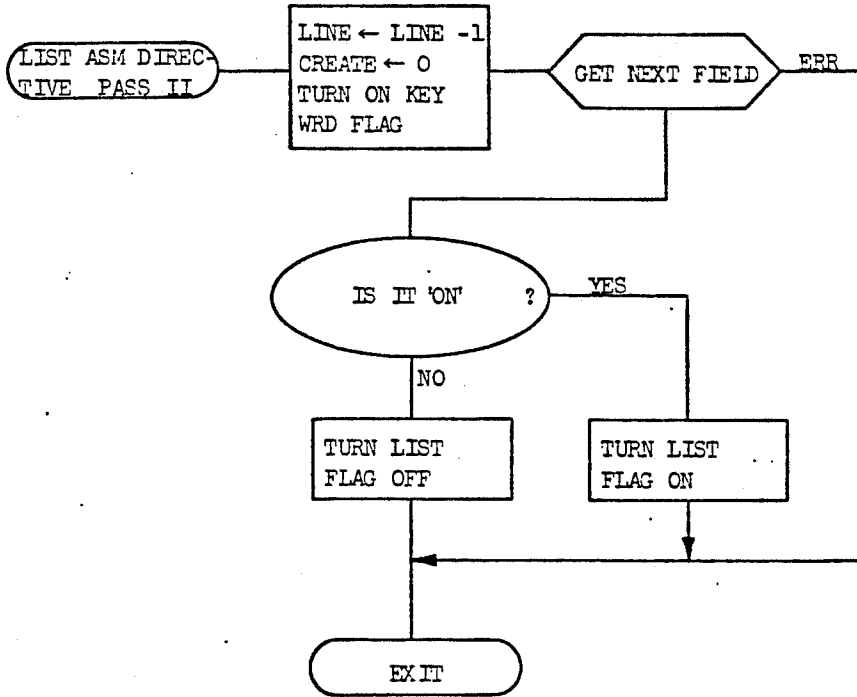 LIST ASM DIREC-
TIVE PASS II
LINE ← LINE -1
CREATE ← 0
TURN ON KEY
WRD FLAG
GET NEXT FIELD
ERR
IS IT 'ON' ?
YES
NO
TURN LIST
FLAG OFF
TURN LIST
FLAG ON
EXIT